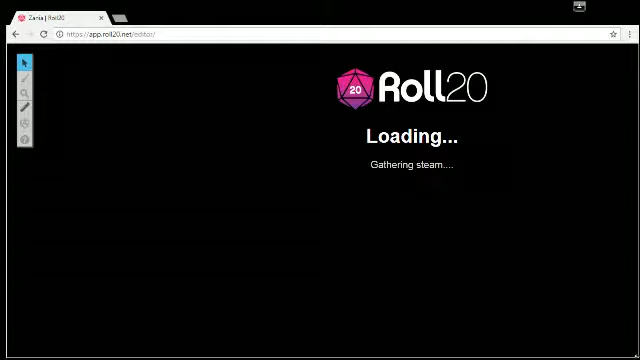 Zania | Roll20
https://app.roll20.net/editor/
20 Roll20
Loading...
Gathering steam....